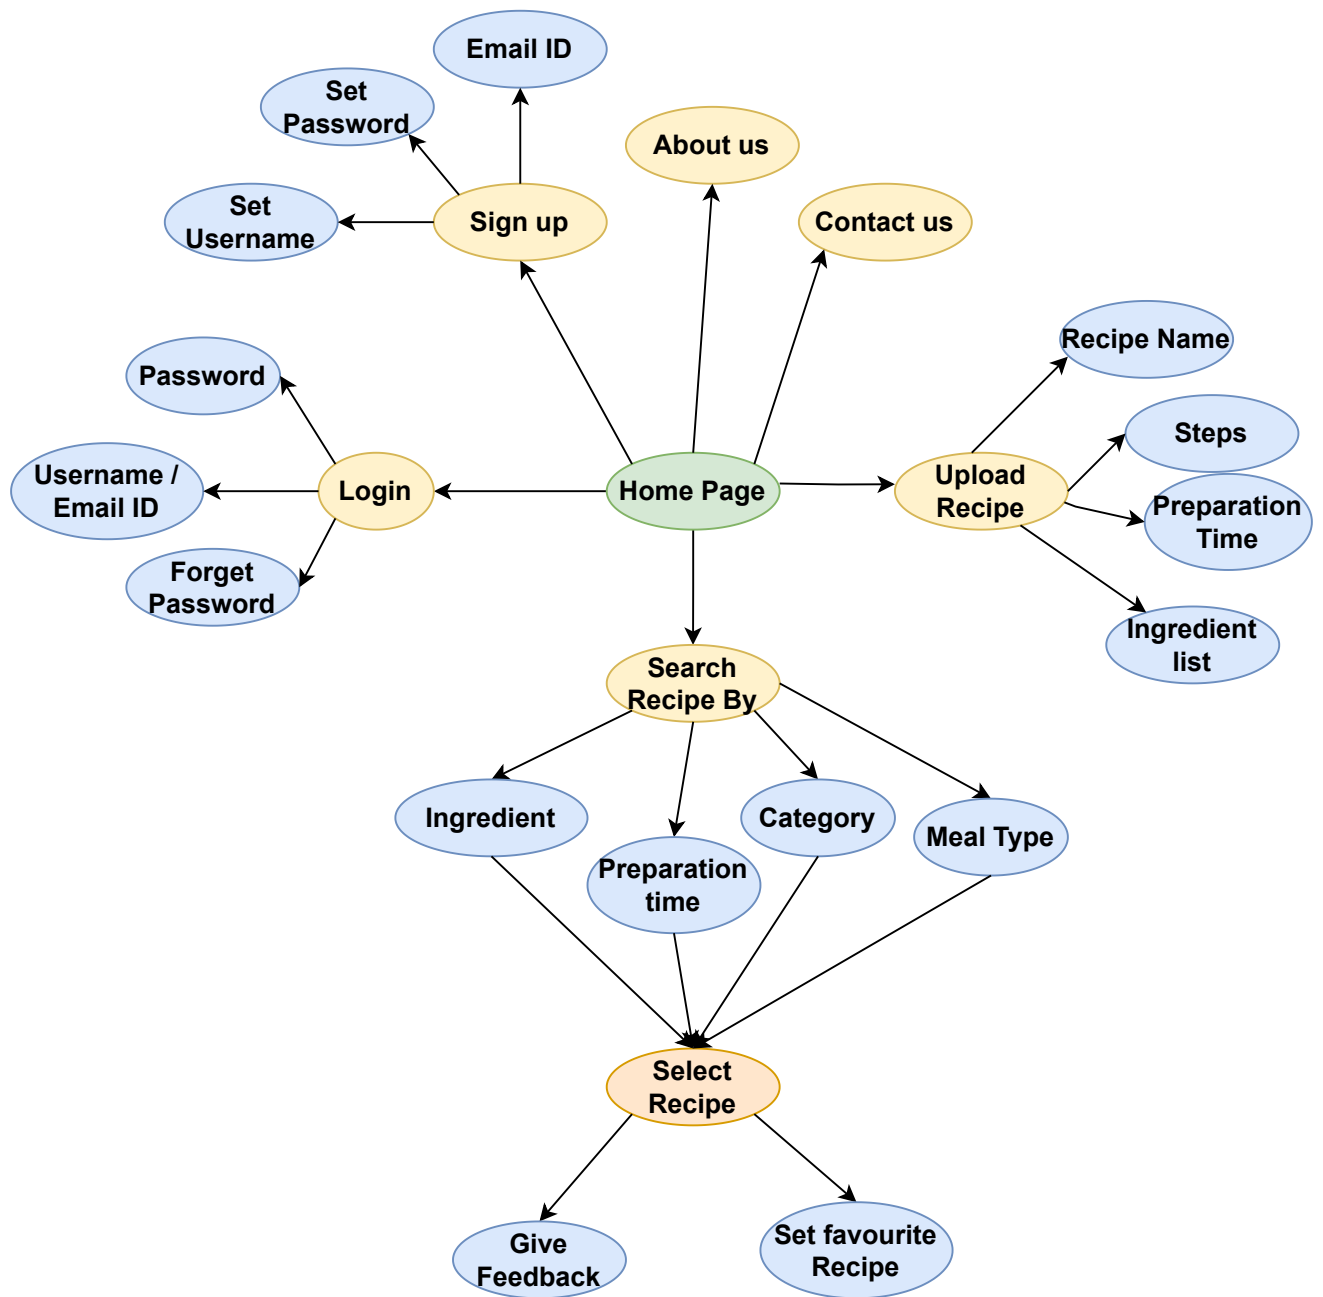 Email ID
Set
Password
About us
Set
Username
Sign up
Contact us
Recipe Name
Password
Steps
Username /
Email ID
Login
Home Page
Upload
Recipe
Preparation
Time
Forget
Password
Ingredient
list
Search
Recipe By
Ingredient
Category
Meal Type
Preparation
time
Select
Recipe
Give
Feedback
Set favourite
Recipe